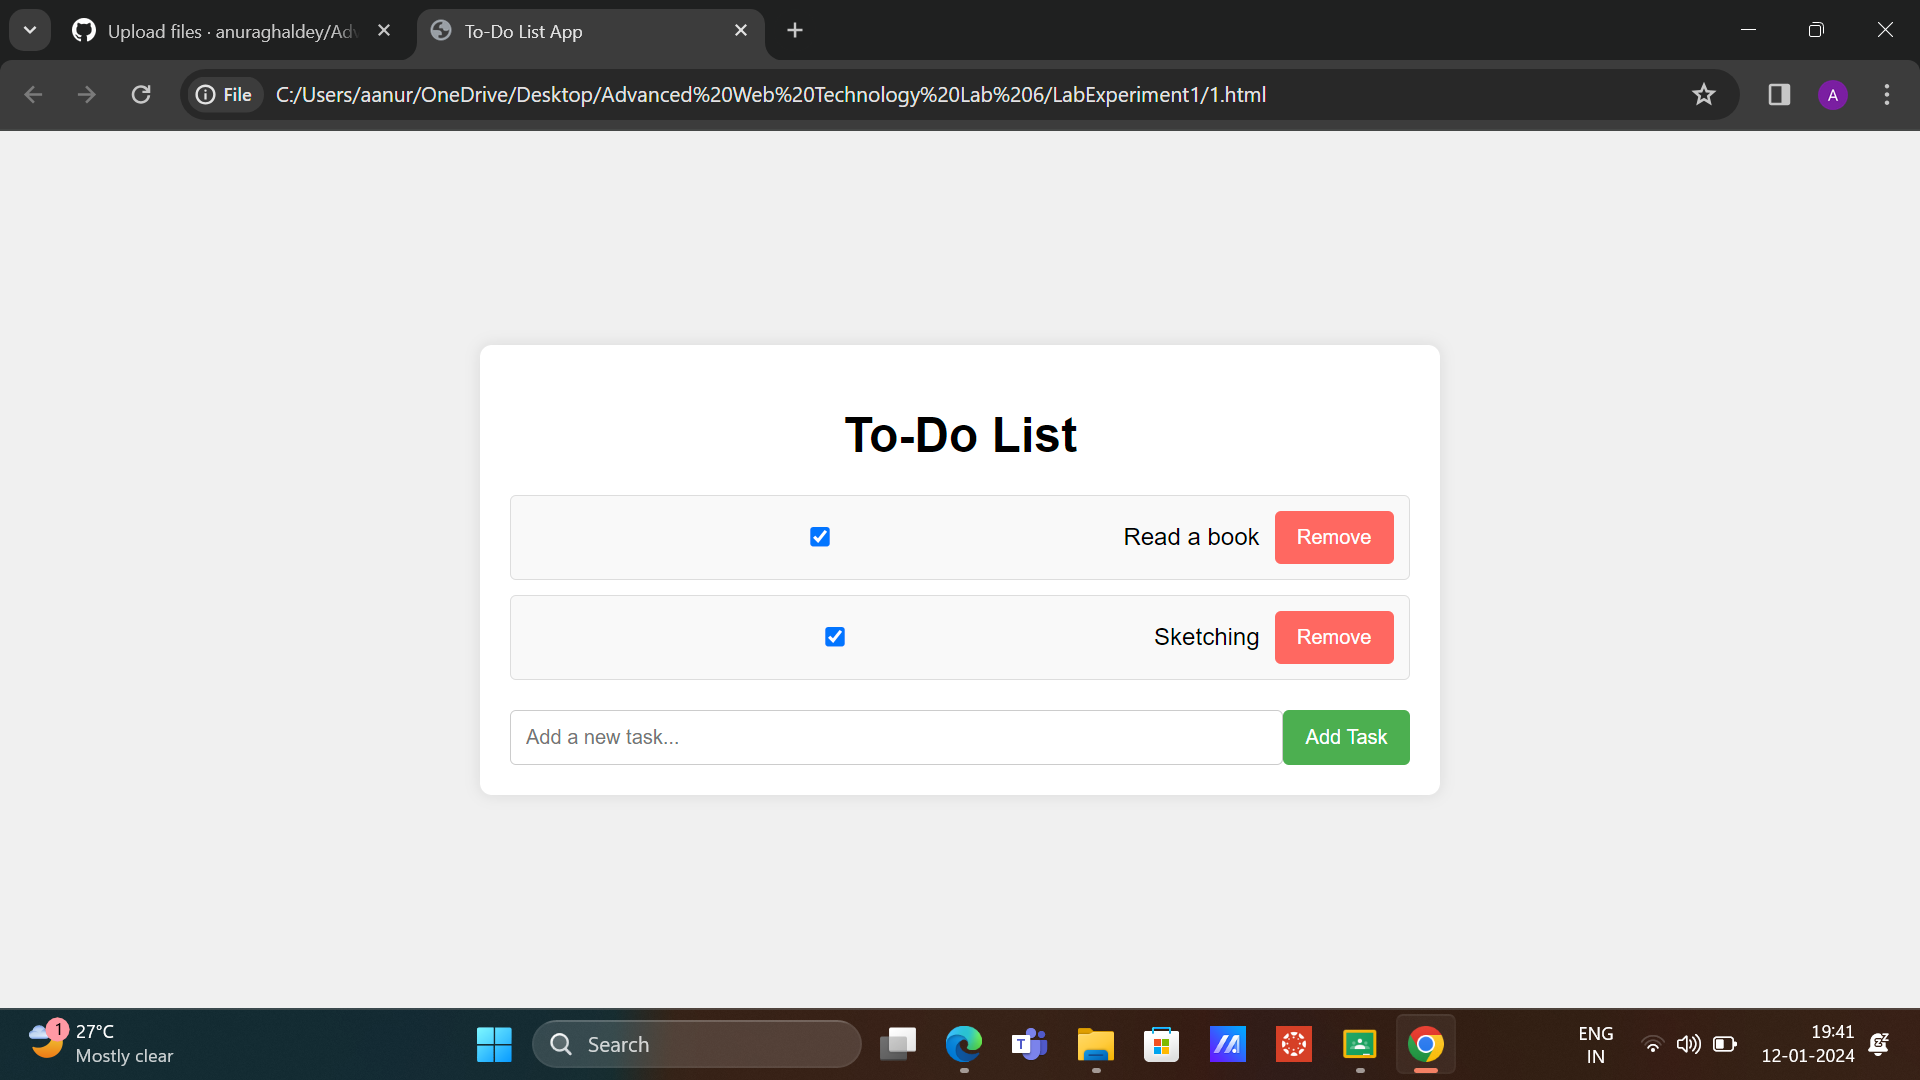 Upload files · anuraghaldey/Adv
To-Do List App
File
C:/Users/aanur/OneDrive/Desktop/Advanced%20Web%20Technology%20Lab%206/LabExperiment1/1.html
A
To-Do List
Read a book
Remove
Sketching
Remove
Add a new task...
Add Task
1
27°C
Mostly clear
Search
T
ENG
IN
19:41
12-01-2024